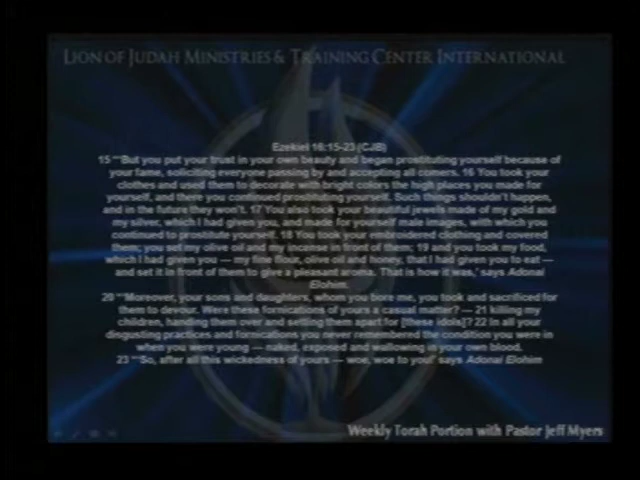 LION OF JUDAH MINISTRIES & TRAINING CENTER INTERNATIONAL
Ezekiel 16:15-23 (CJB)
15 "'But you put your trust in your own beauty and began prostituting yourself because of
your fame, soliciting everyone passing by and accepting all comers. 16 You took your
clothes and used them to decorate with bright colors the high places you made for
yourself, and there you continued prostituting yourself. Such things shouldn't happen,
and in the future they won't. 17 You also took your beautiful jewels made of my gold and
my silver, which I had given you, and made for yourself male images, with which you
continued to prostitute yourself. 18 You took your embroidered clothing and covered
them; you set my olive oil and my incense in front of them; 19 and you took my food,
which I had given you — my fine flour, olive oil and honey, that I had given you to eat —
and set it in front of them to give a pleasant aroma. That is how it was,' says Adonai
Elohim.
20 "'Moreover, your sons and daughters, whom you bore me, you took and sacrificed for
them to devour. Were these fornications of yours a casual matter? — 21 killing my
children, handing them over and setting them apart for [these idols]? 22 In all your
disgusting practices and fornications you never remembered the condition you were in
when you were young — naked, exposed and wallowing in your own blood.
23 "'So, after all this wickedness of yours — woe, woe to you!' says Adonai Elohim
Weekly Torah Portion with Pastor Jeff Myers